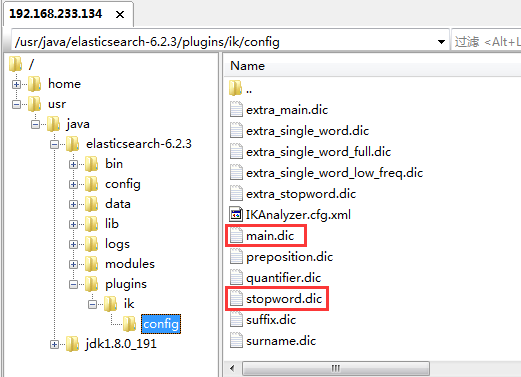 192.168.233.134
/usr/java/elasticsearch-6.2.3/plugins/ik/config
过滤 <Alt+
/
home
usr
java
elasticsearch-6.2.3
bin
config
data
lib
logs
modules
plugins
ik
config
jdk1.8.0_191
Name
..
extra_main.dic
extra_single_word.dic
extra_single_word_full.dic
extra_single_word_low_freq.dic
extra_stopword.dic
IKAnalyzer.cfg.xml
main.dic
preposition.dic
quantifier.dic
stopword.dic
suffix.dic
surname.dic